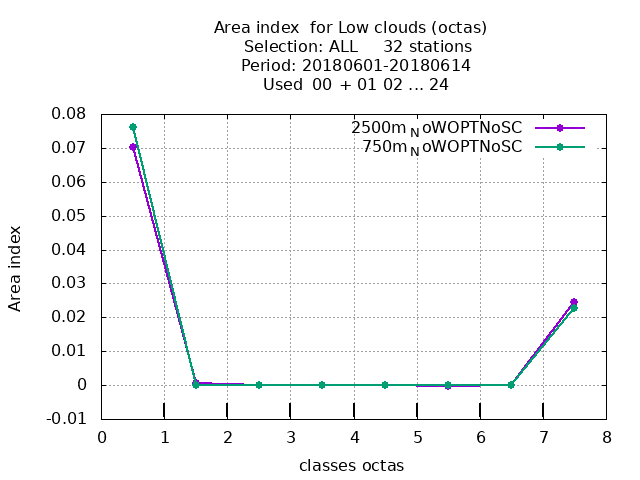 Area index  for Low clouds (octas)
Selection: ALL     32 stations
Period: 20180601-20180614
Used  00 + 01 02 ... 24
2500m_NoWOPTNoSC
750m_NoWOPTNoSC
0.08
0.07
0.06
0.05
0.04
0.03
0.02
0.01
0
-0.01
Area index
0 1 2 3 4 5 6 7 8
classes octas